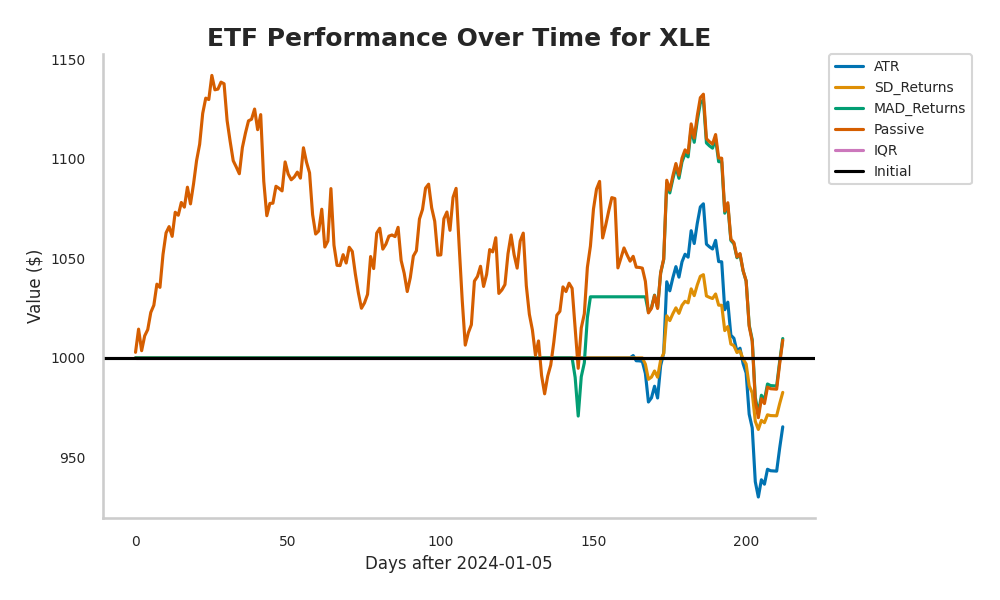 ETF Performance Over Time for XLE
1150
1100
1050
1000
950
Value ($)
0 50 100 150 200
Days after 2024-01-05
ATR
SD_Returns
MAD_Returns
Passive
IQR
Initial